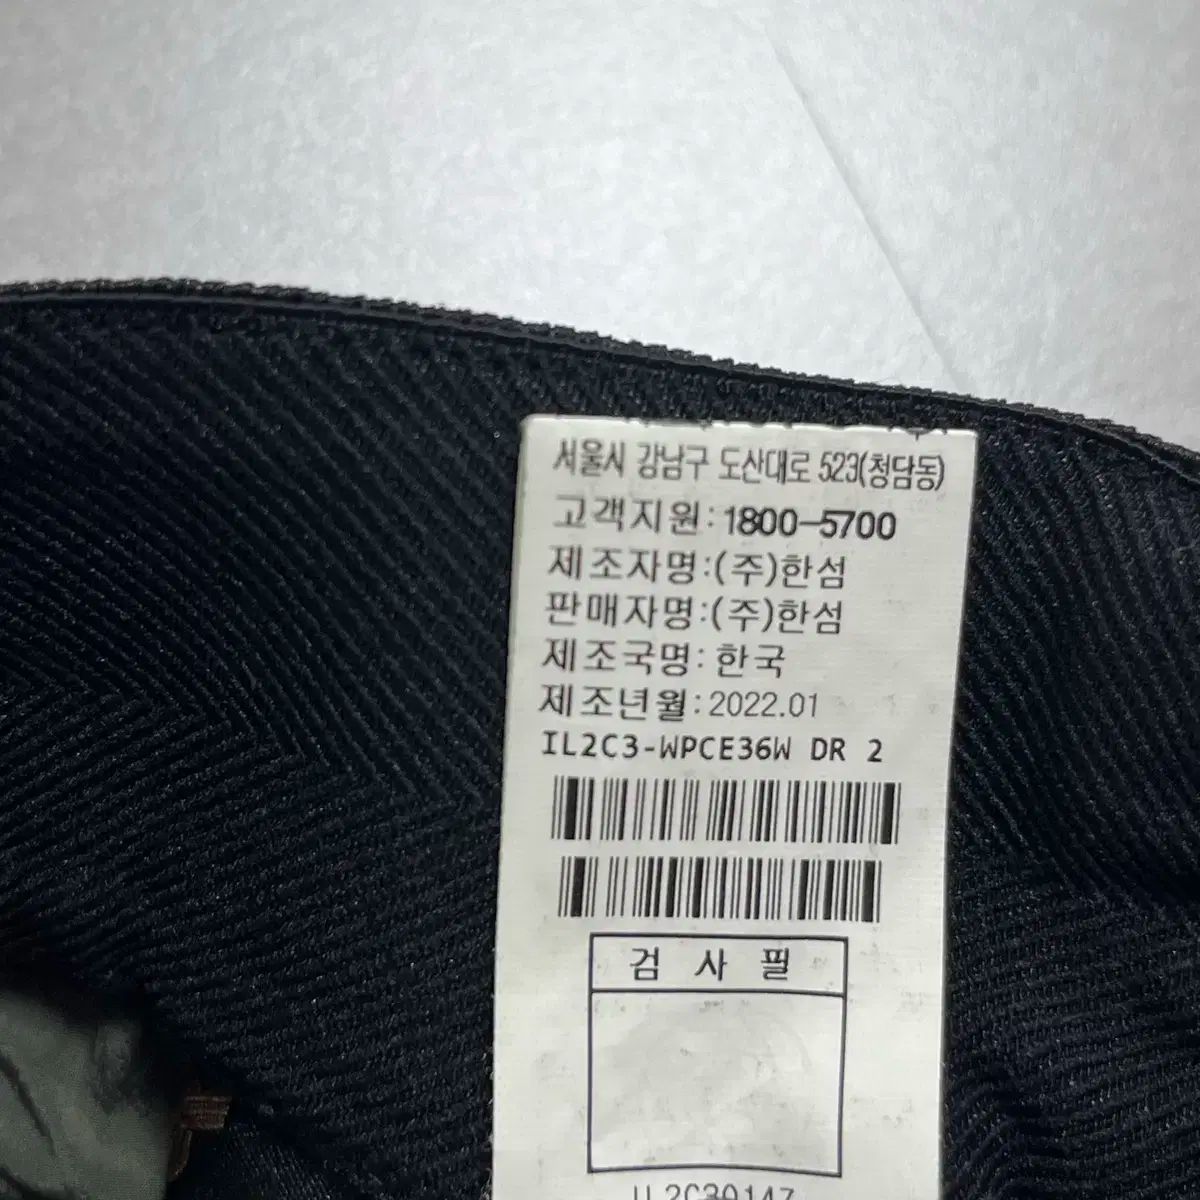 서울시 강남구 도산대로 523(청담동)
고객지원:1800-5700
제조자명:(주)한섬
판매자명:(주)한섬
제조국명:한국
제조년월:2022.01
IL2C3-WPCE36W DR 2
검 사 필